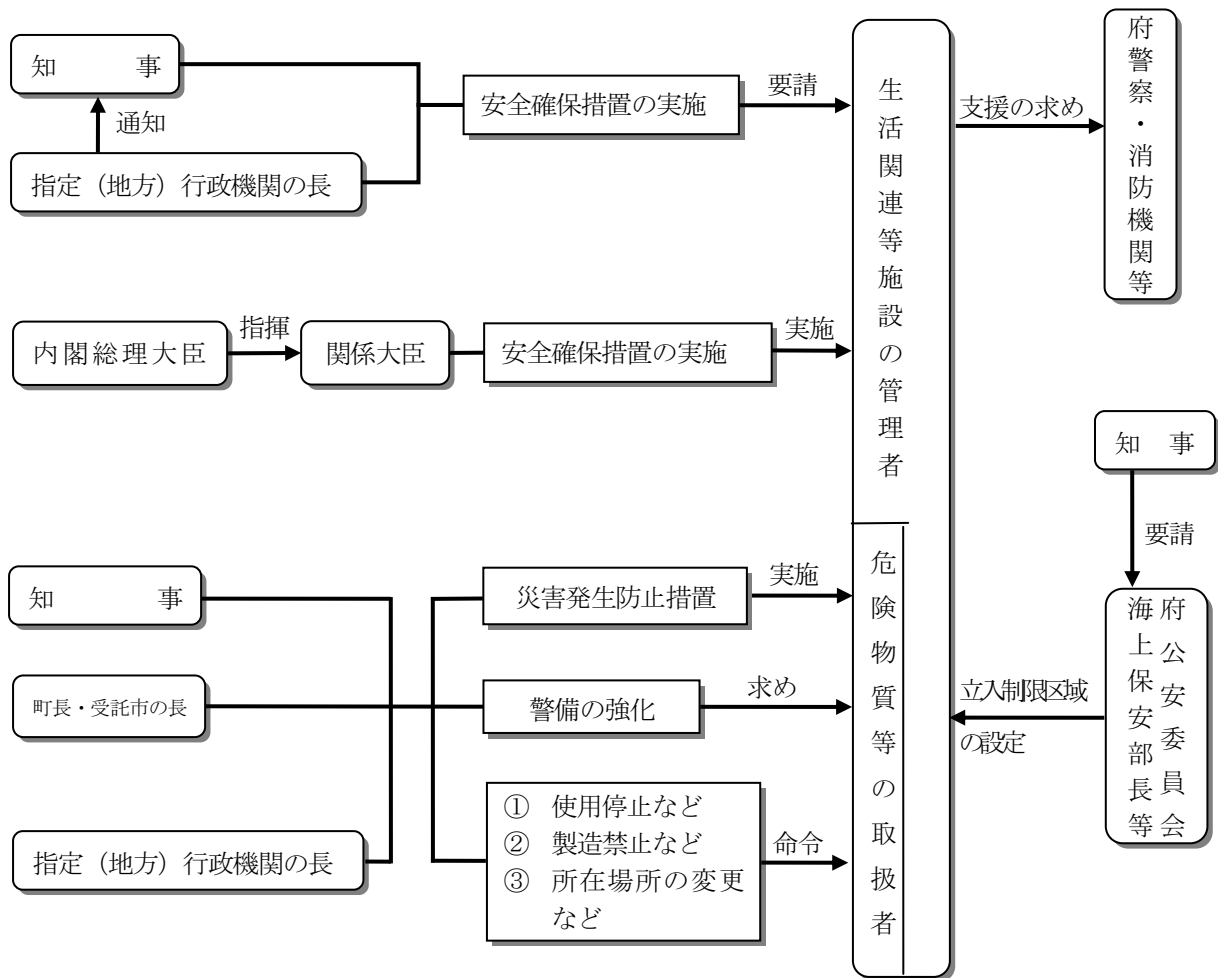 知　　　事
通知
指定（地方）行政機関の長
安全確保措置の実施
要請
生活関連等施設の管理者
支援の求め
府警察・消防機関等
内閣総理大臣
指揮
関係大臣
安全確保措置の実施
実施
知　事
要請
府公安委員会
海上保安部長等
立入制限区域
の設定
知　　　事
町長・受託市の長
指定（地方）行政機関の長
災害発生防止措置
実施
警備の強化
求め
①　使用停止など
②　製造禁止など
③　所在場所の変更
など
命令
危険物質等の取扱者